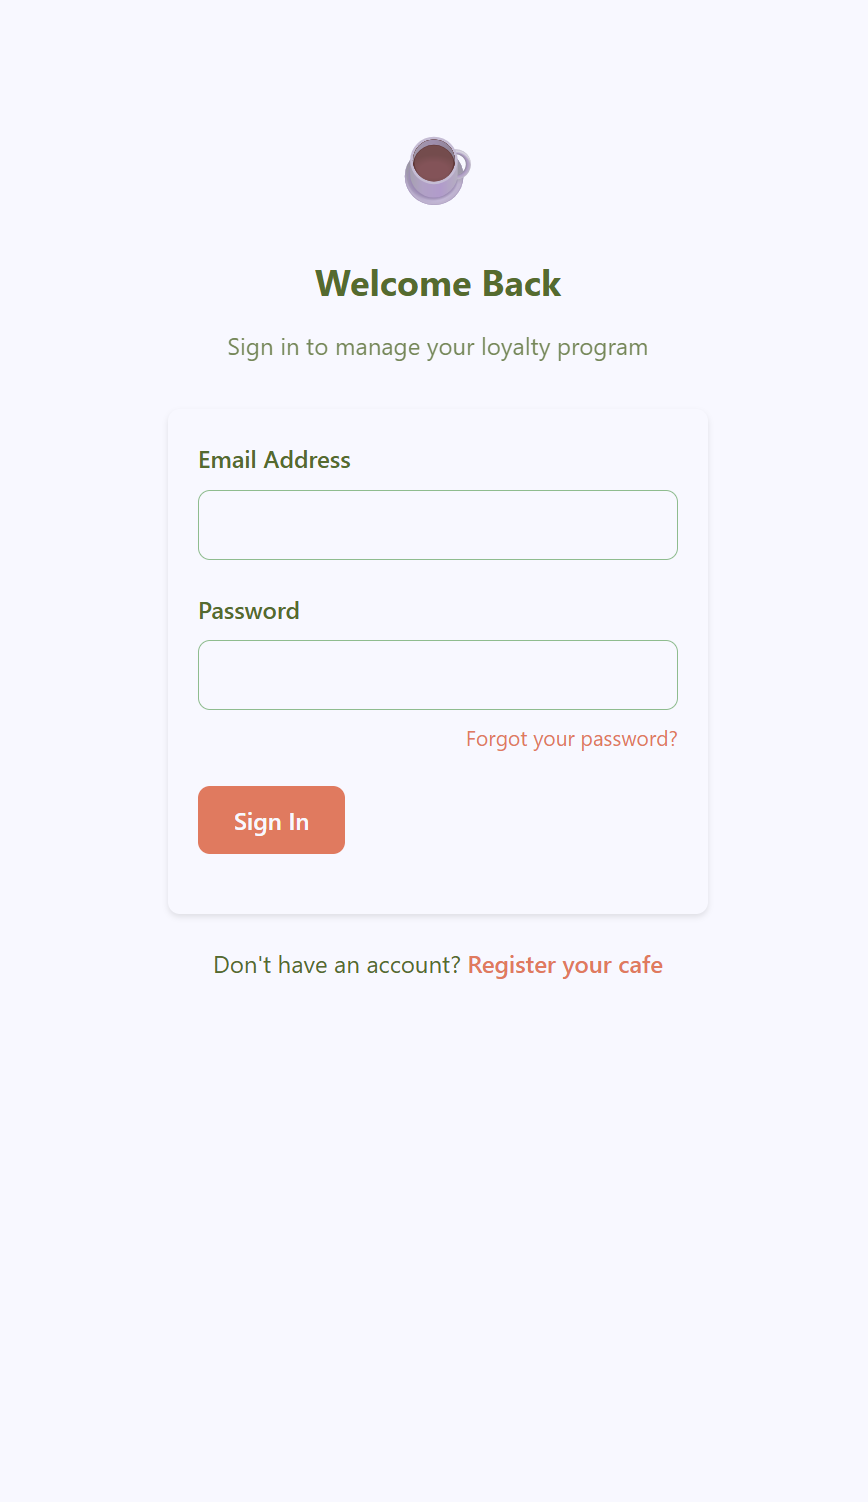 Welcome Back
Sign in to manage your loyalty program
Email Address
Password
Forgot your password?
Sign In
Don't have an account? Register your cafe